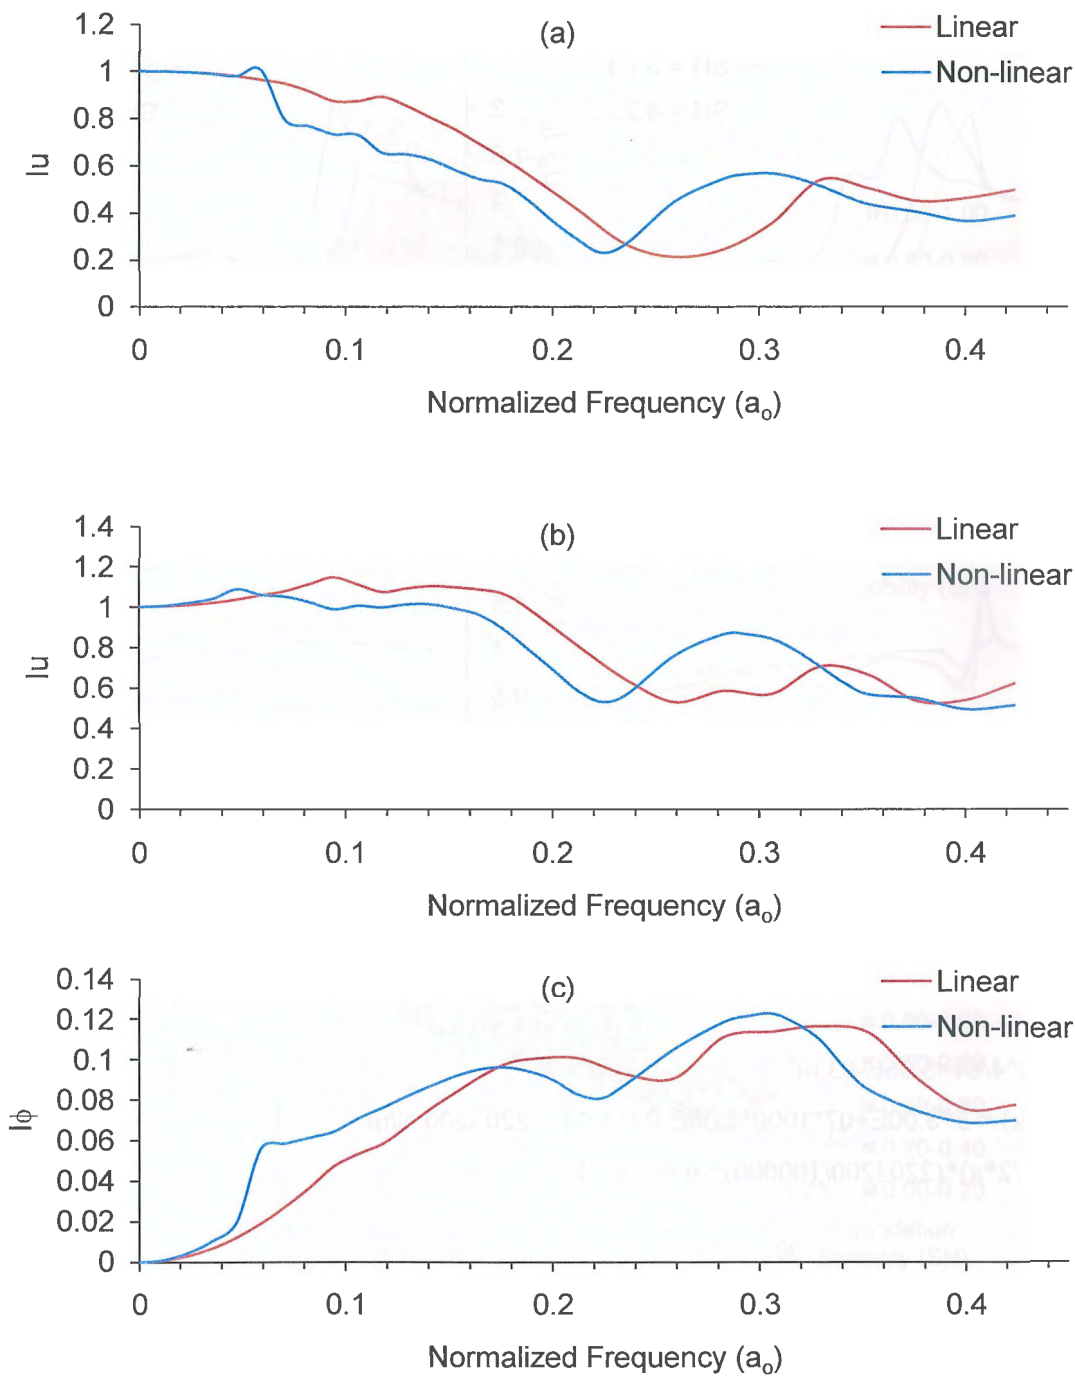 1.2
(a)
Linear
Non-linear
1
0.8
0.6
0.4
0.2
0
Iu
0 0.1 0.2 0.3 0.4
Normalized Frequency (aₒ)
1.4
(b)
Linear
Non-linear
1.2
1
0.8
0.6
0.4
0.2
0
Iu
0 0.1 0.2 0.3 0.4
Normalized Frequency (aₒ)
0.14
(c)
Linear
Non-linear
0.12
0.1
0.08
0.06
0.04
0.02
0
Iϕ
0 0.1 0.2 0.3 0.4
Normalized Frequency (aₒ)